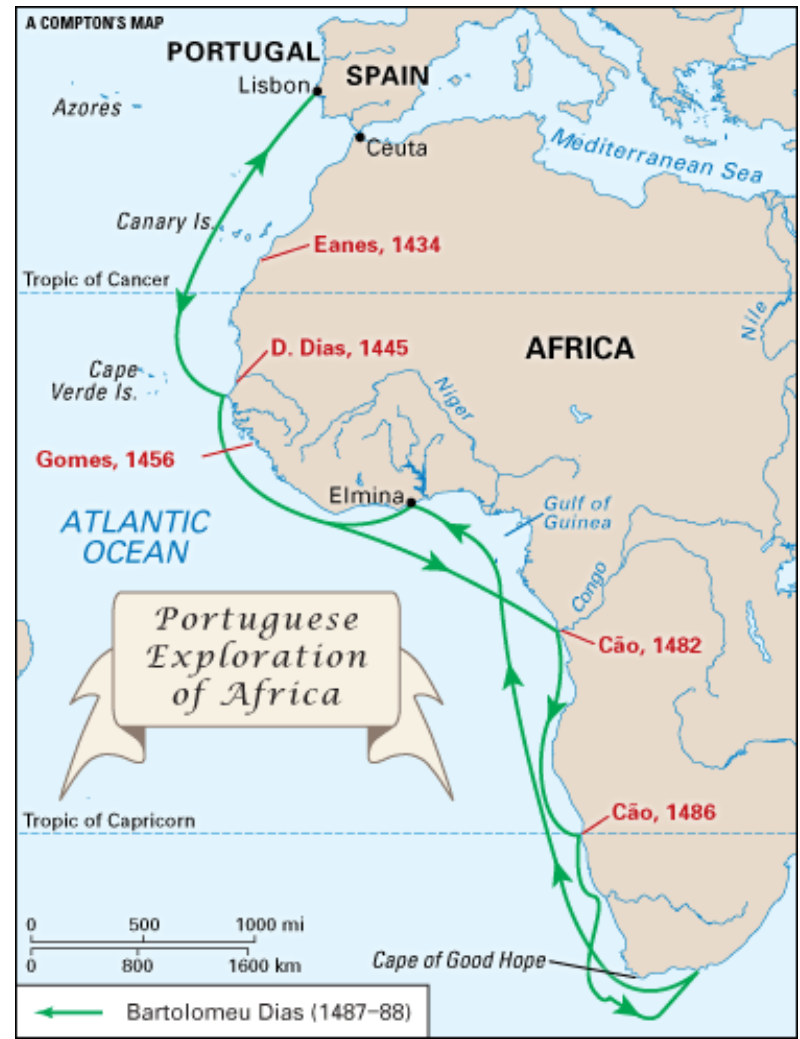 A COMPTON'S MAP
PORTUGAL
Lisbon
SPAIN
Azores
Ceuta
Mediterranean Sea
Canary Is.
Eanes, 1434
Tropic of Cancer
Nile
D. Dias, 1445
AFRICA
Cape
Verde Is.
Niger
Gomes, 1456
Elmina
Gulf of
Guinea
ATLANTIC
OCEAN
Congo
Portuguese
Exploration
of Africa
Cão, 1482
Tropic of Capricorn
Cão, 1486
0 500 1000 mi
0 800 1600 km
Cape of Good Hope
Bartolomeu Dias (1487–88)